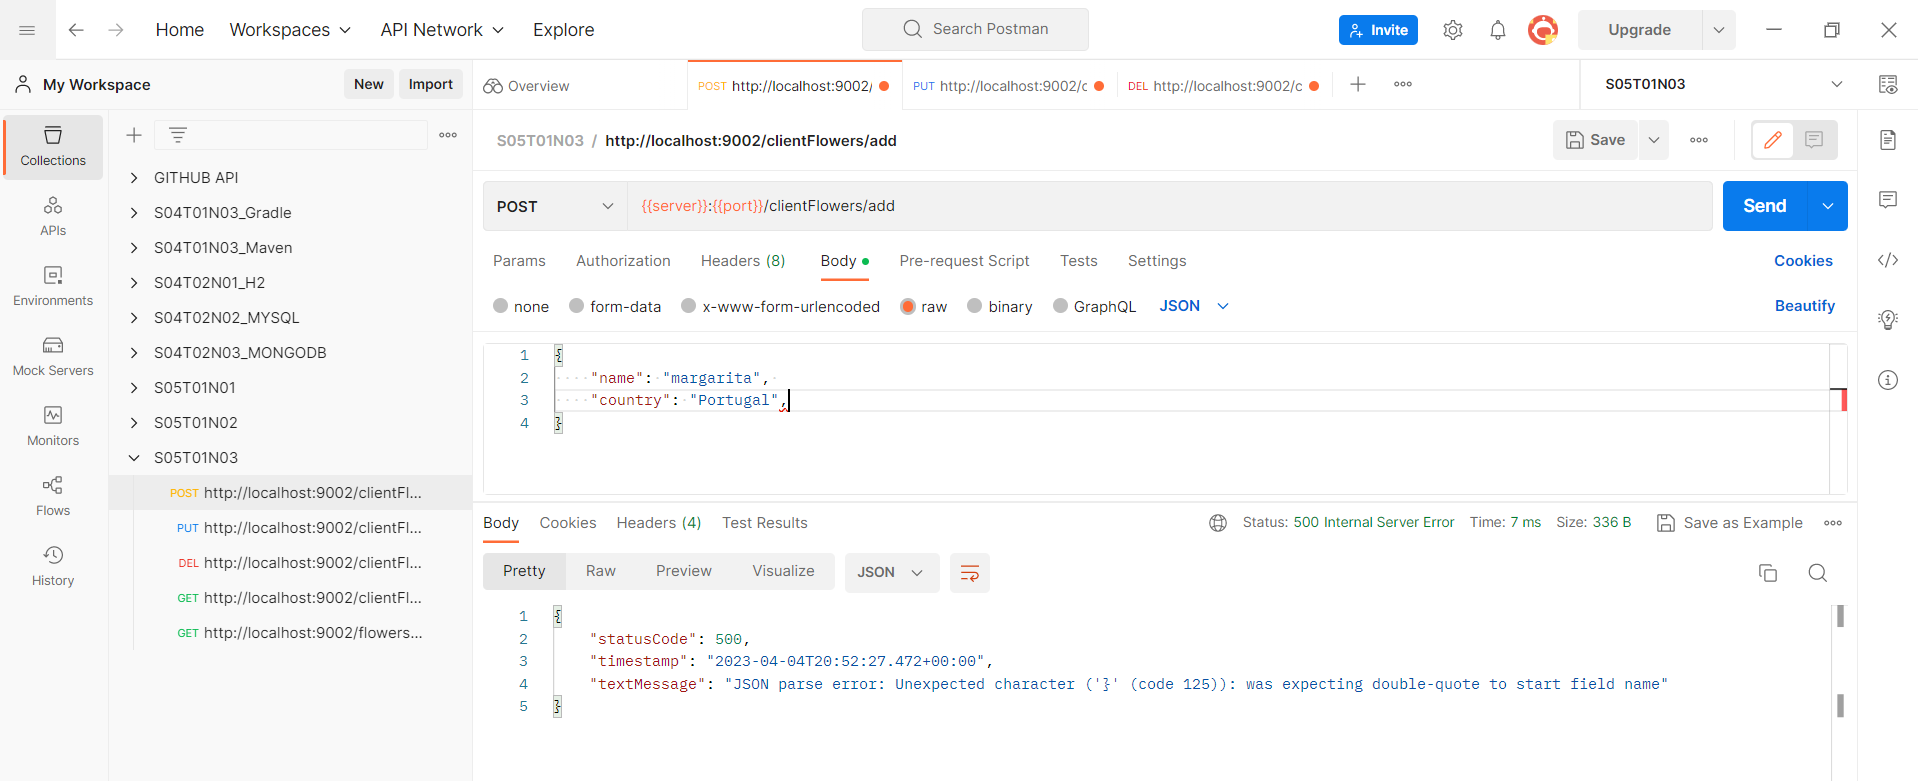 Home Workspaces API Network Explore Search Postman Invite Upgrade
My Workspace New Import Overview POST http://localhost:9002/ PUT http://localhost:9002/c DEL http://localhost:9002/c S05T01N03
Collections
APIs
Environments
Mock Servers
Monitors
Flows
History
GITHUB API
S04T01N03_Gradle
S04T01N03_Maven
S04T02N01_H2
S04T02N02_MYSQL
S04T02N03_MONGODB
S05T01N01
S05T01N02
S05T01N03
POST http://localhost:9002/clientFl...
PUT http://localhost:9002/clientFl...
DEL http://localhost:9002/clientFl...
GET http://localhost:9002/clientFl...
GET http://localhost:9002/flowers...
S05T01N03 / http://localhost:9002/clientFlowers/add Save
POST {{server}}:{{port}}/clientFlowers/add Send
Params Authorization Headers (8) Body Pre-request Script Tests Settings Cookies
none form-data x-www-form-urlencoded raw binary GraphQL JSON Beautify
1 {
2 "name": "margarita",
3 "country": "Portugal",
4 }
Body Cookies Headers (4) Test Results Status: 500 Internal Server Error Time: 7 ms Size: 336 B Save as Example
Pretty Raw Preview Visualize JSON
1 {
2 "statusCode": 500,
3 "timestamp": "2023-04-04T20:52:27.472+00:00",
4 "textMessage": "JSON parse error: Unexpected character ('}' (code 125)): was expecting double-quote to start field name"
5 }